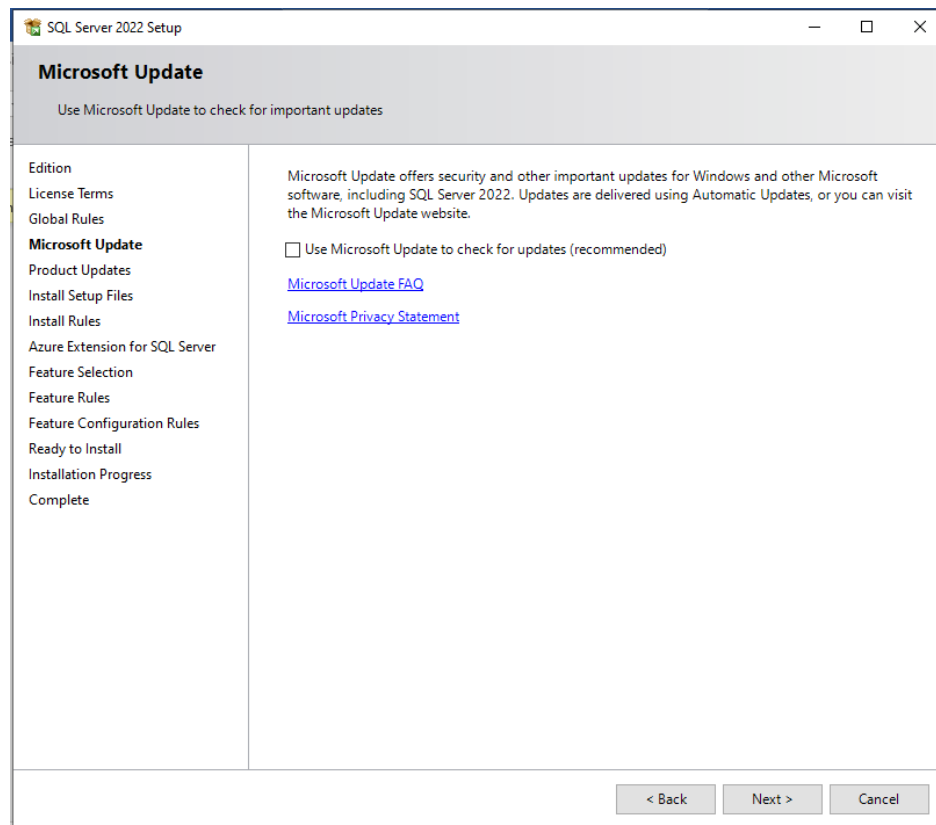 SQL Server 2022 Setup
Microsoft Update
Use Microsoft Update to check for important updates
Edition
License Terms
Global Rules
Microsoft Update
Product Updates
Install Setup Files
Install Rules
Azure Extension for SQL Server
Feature Selection
Feature Rules
Feature Configuration Rules
Ready to Install
Installation Progress
Complete
Microsoft Update offers security and other important updates for Windows and other Microsoft
software, including SQL Server 2022. Updates are delivered using Automatic Updates, or you can visit
the Microsoft Update website.
Use Microsoft Update to check for updates (recommended)
Microsoft Update FAQ
Microsoft Privacy Statement
< Back
Next >
Cancel